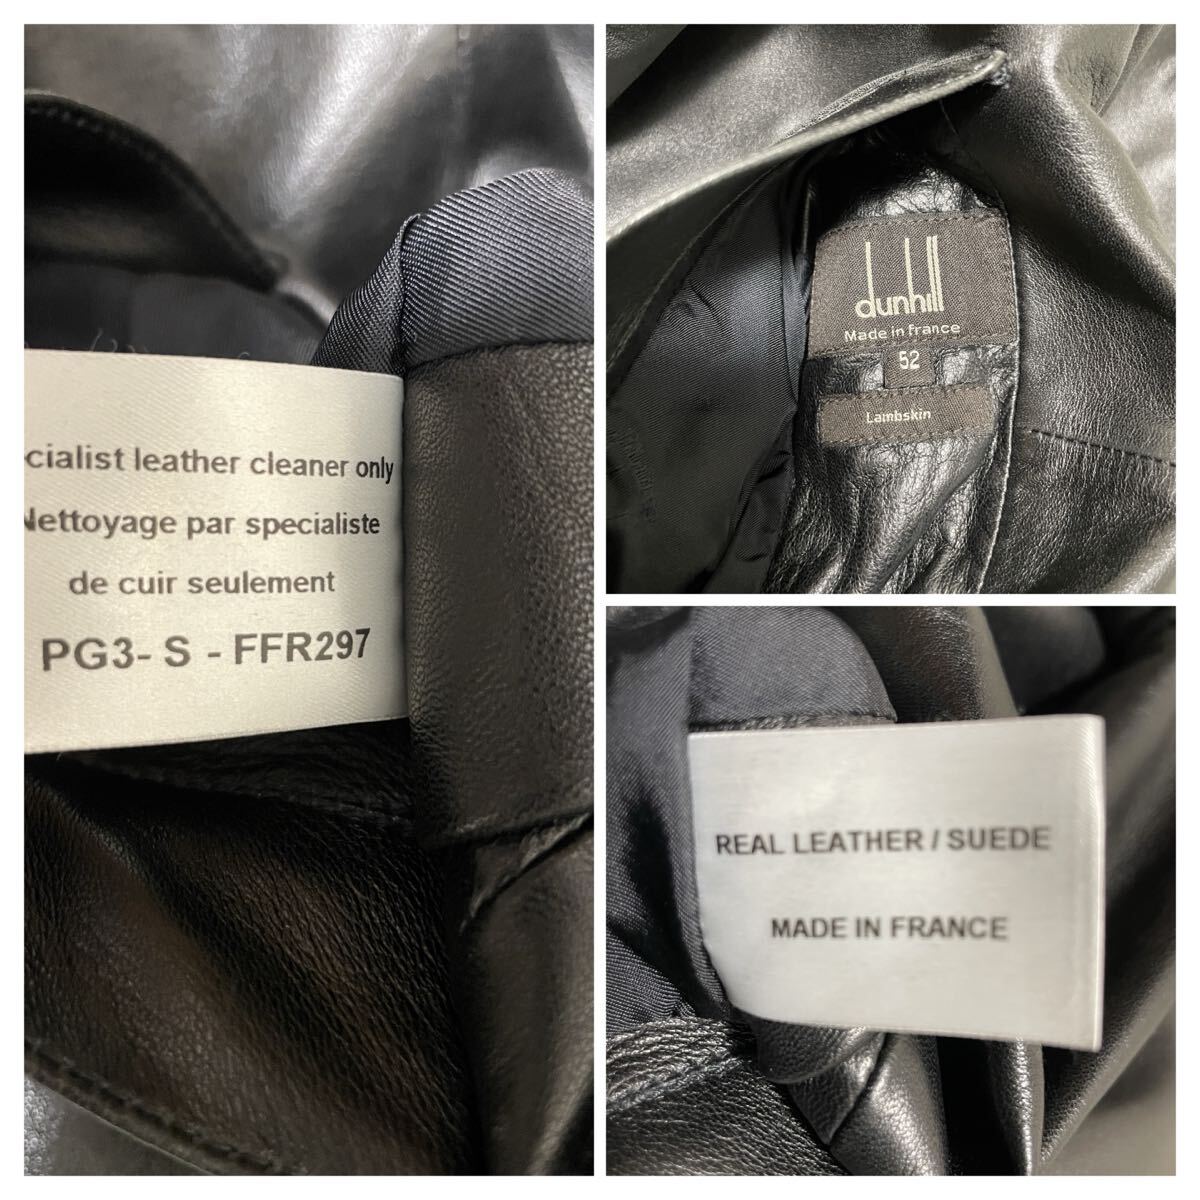 cialist leather cleaner only
Nettoyage par specialiste
de cuir seulement
PG3- S - FFR297
dunhill
Made in france
52
Lambskin
REAL LEATHER / SUEDE
MADE IN FRANCE